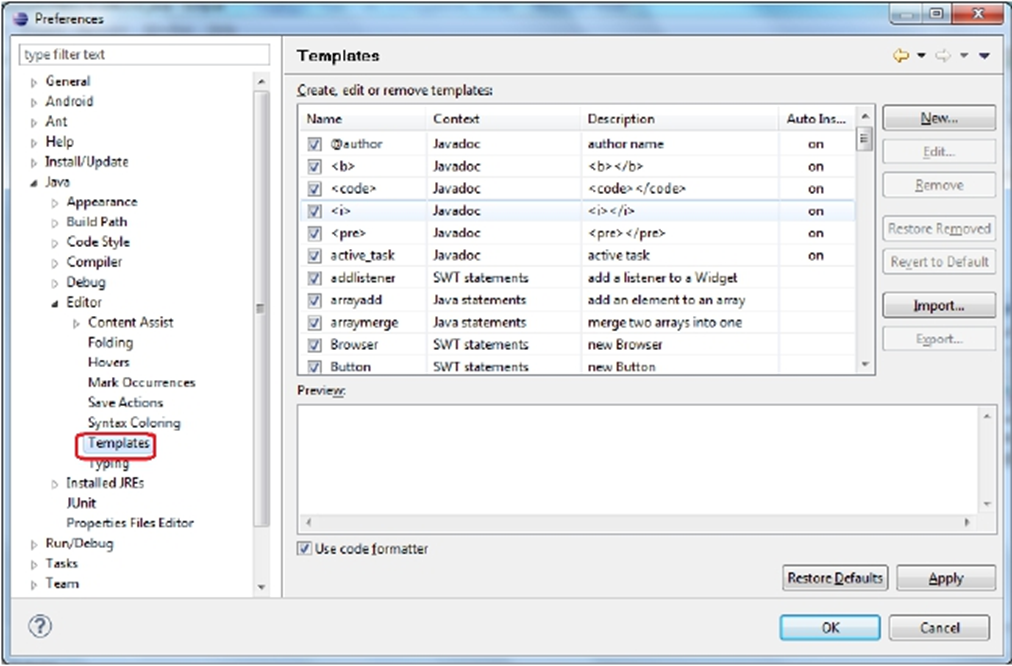 Preferences
type filter text
General
Android
Ant
Help
Install/Update
Java
Appearance
Build Path
Code Style
Compiler
Debug
Editor
Content Assist
Folding
Hovers
Mark Occurrences
Save Actions
Syntax Coloring
Templates
Typing
Installed JREs
JUnit
Properties Files Editor
Run/Debug
Tasks
Team
Templates
Create, edit or remove templates:
Name Context Description Auto Ins...
@author Javadoc author name on
<b> Javadoc <b></b> on
<code> Javadoc <code></code> on
<i> Javadoc <i></i> on
<pre> Javadoc <pre></pre> on
active_task Javadoc active task on
addlistener SWT statements add a listener to a Widget
arrayadd Java statements add an element to an array
arraymerge Java statements merge two arrays into one
Browser SWT statements new Browser
Button SWT statements new Button
New...
Edit...
Remove
Restore Removed
Revert to Default
Import...
Export...
Preview:
Use code formatter
Restore Defaults Apply
? OK Cancel